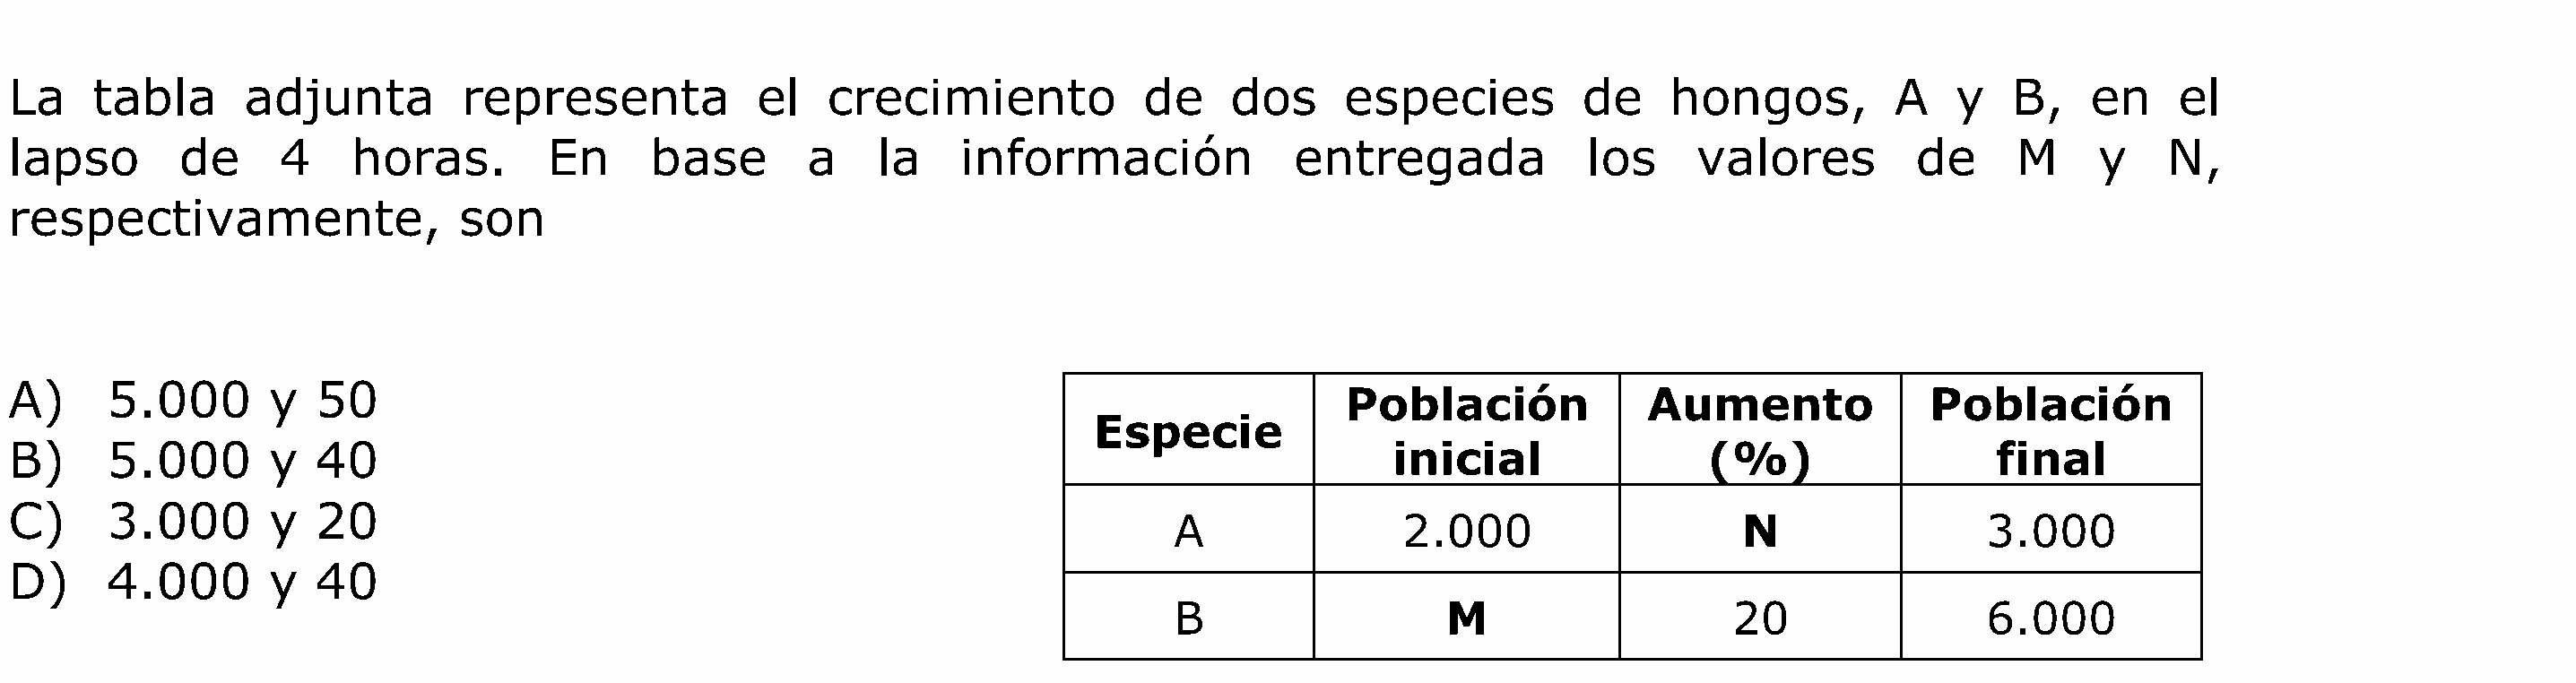 La tabla adjunta representa el crecimiento de dos especies de hongos, A y B, en el
lapso de 4 horas. En base a la información entregada los valores de M y N,
respectivamente, son
A) 5.000 y 50
B) 5.000 y 40
C) 3.000 y 20
D) 4.000 y 40
Especie Población inicial Aumento (%) Población final
A 2.000 N 3.000
B M 20 6.000